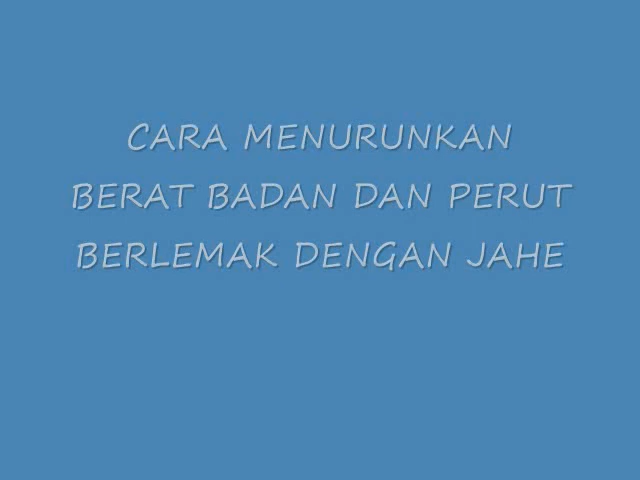 CARA MENURUNKAN
BERAT BADAN DAN PERUT
BERLEMAK DENGAN JAHE